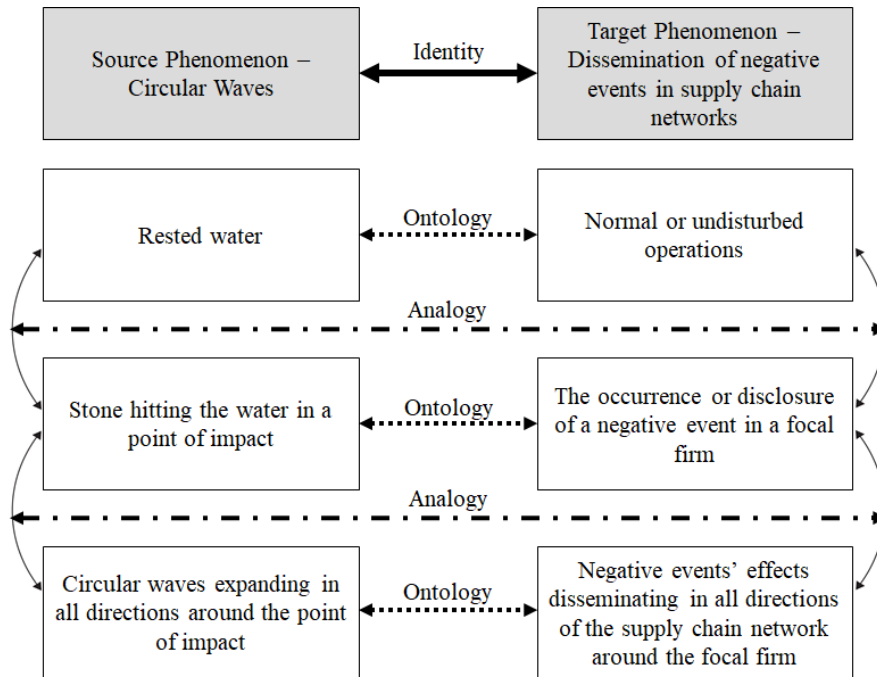 Source Phenomenon –
Circular Waves
Identity
Target Phenomenon –
Dissemination of negative
events in supply chain
networks
Rested water
Ontology
Normal or undisturbed
operations
Analogy
Stone hitting the water in a
point of impact
Ontology
The occurrence or disclosure
of a negative event in a focal
firm
Analogy
Circular waves expanding in
all directions around the point
of impact
Ontology
Negative events’ effects
disseminating in all directions
of the supply chain network
around the focal firm